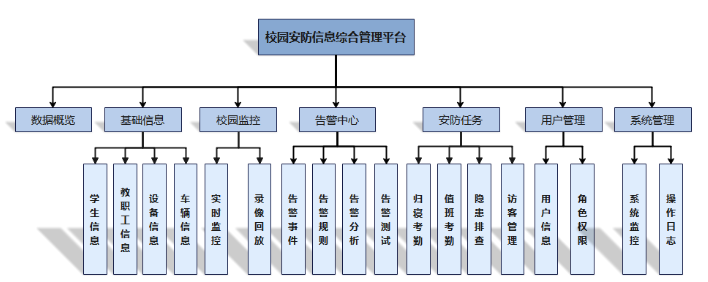 校园安防信息综合管理平台
数据概览
基础信息
校园监控
告警中心
安防任务
用户管理
系统管理
学生信息
教职工信息
设备信息
车辆信息
实时监控
录像回放
告警事件
告警规则
告警分析
告警测试
归寝考勤
值班考勤
隐患排查
访客管理
用户信息
角色权限
系统监控
操作日志